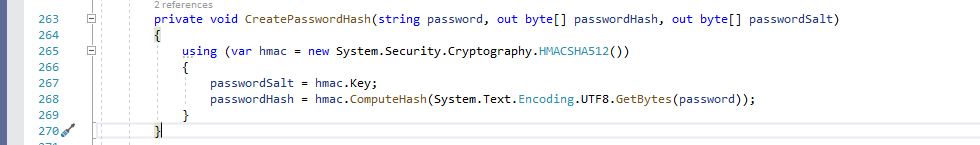 2 references
263 private void CreatePasswordHash(string password, out byte[] passwordHash, out byte[] passwordSalt)
264 {
265 using (var hmac = new System.Security.Cryptography.HMACSHA512())
266 {
267 passwordSalt = hmac.Key;
268 passwordHash = hmac.ComputeHash(System.Text.Encoding.UTF8.GetBytes(password));
269 }
270 }